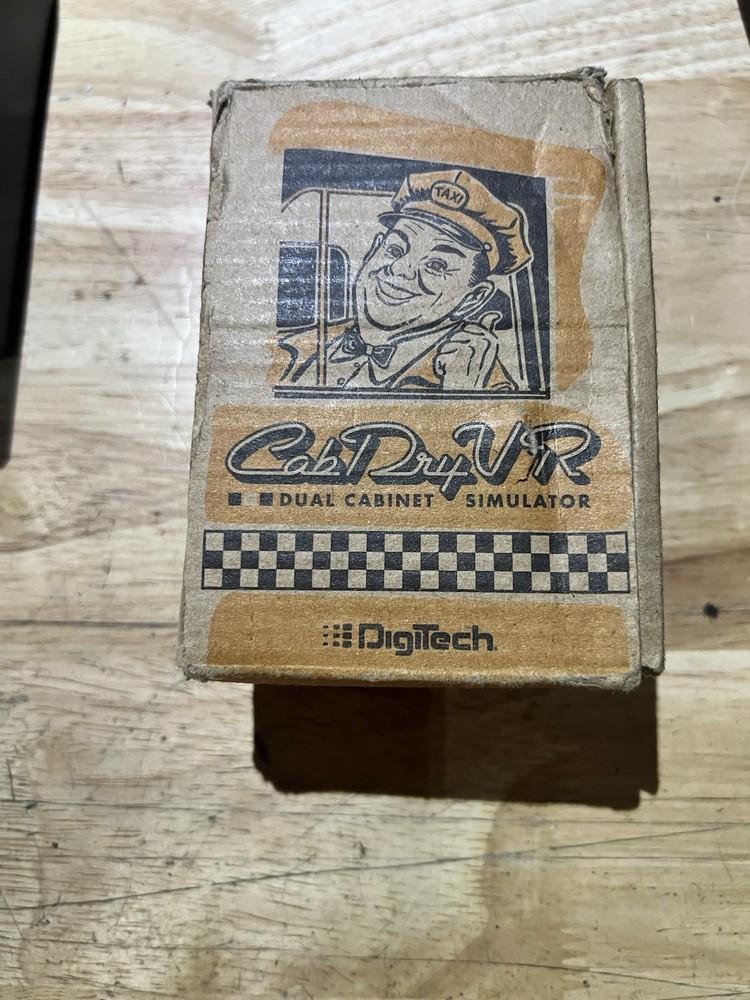 TAXI
CabDryVR
DUAL CABINET SIMULATOR
DigiTech